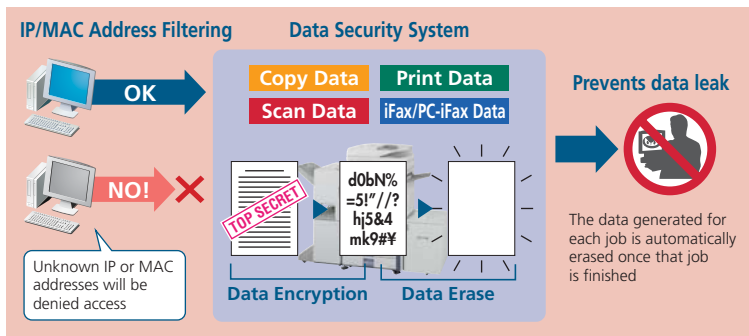 IP/MAC Address Filtering
Data Security System
OK
NO!
Unknown IP or MAC
addresses will be
denied access
Copy Data
Print Data
Scan Data
iFax/PC-iFax Data
TOP SECRET
d0bN%
=5!"//?
hj5&4
mk9#¥
Data Encryption
Data Erase
Prevents data leak
The data generated for
each job is automatically
erased once that job
is finished